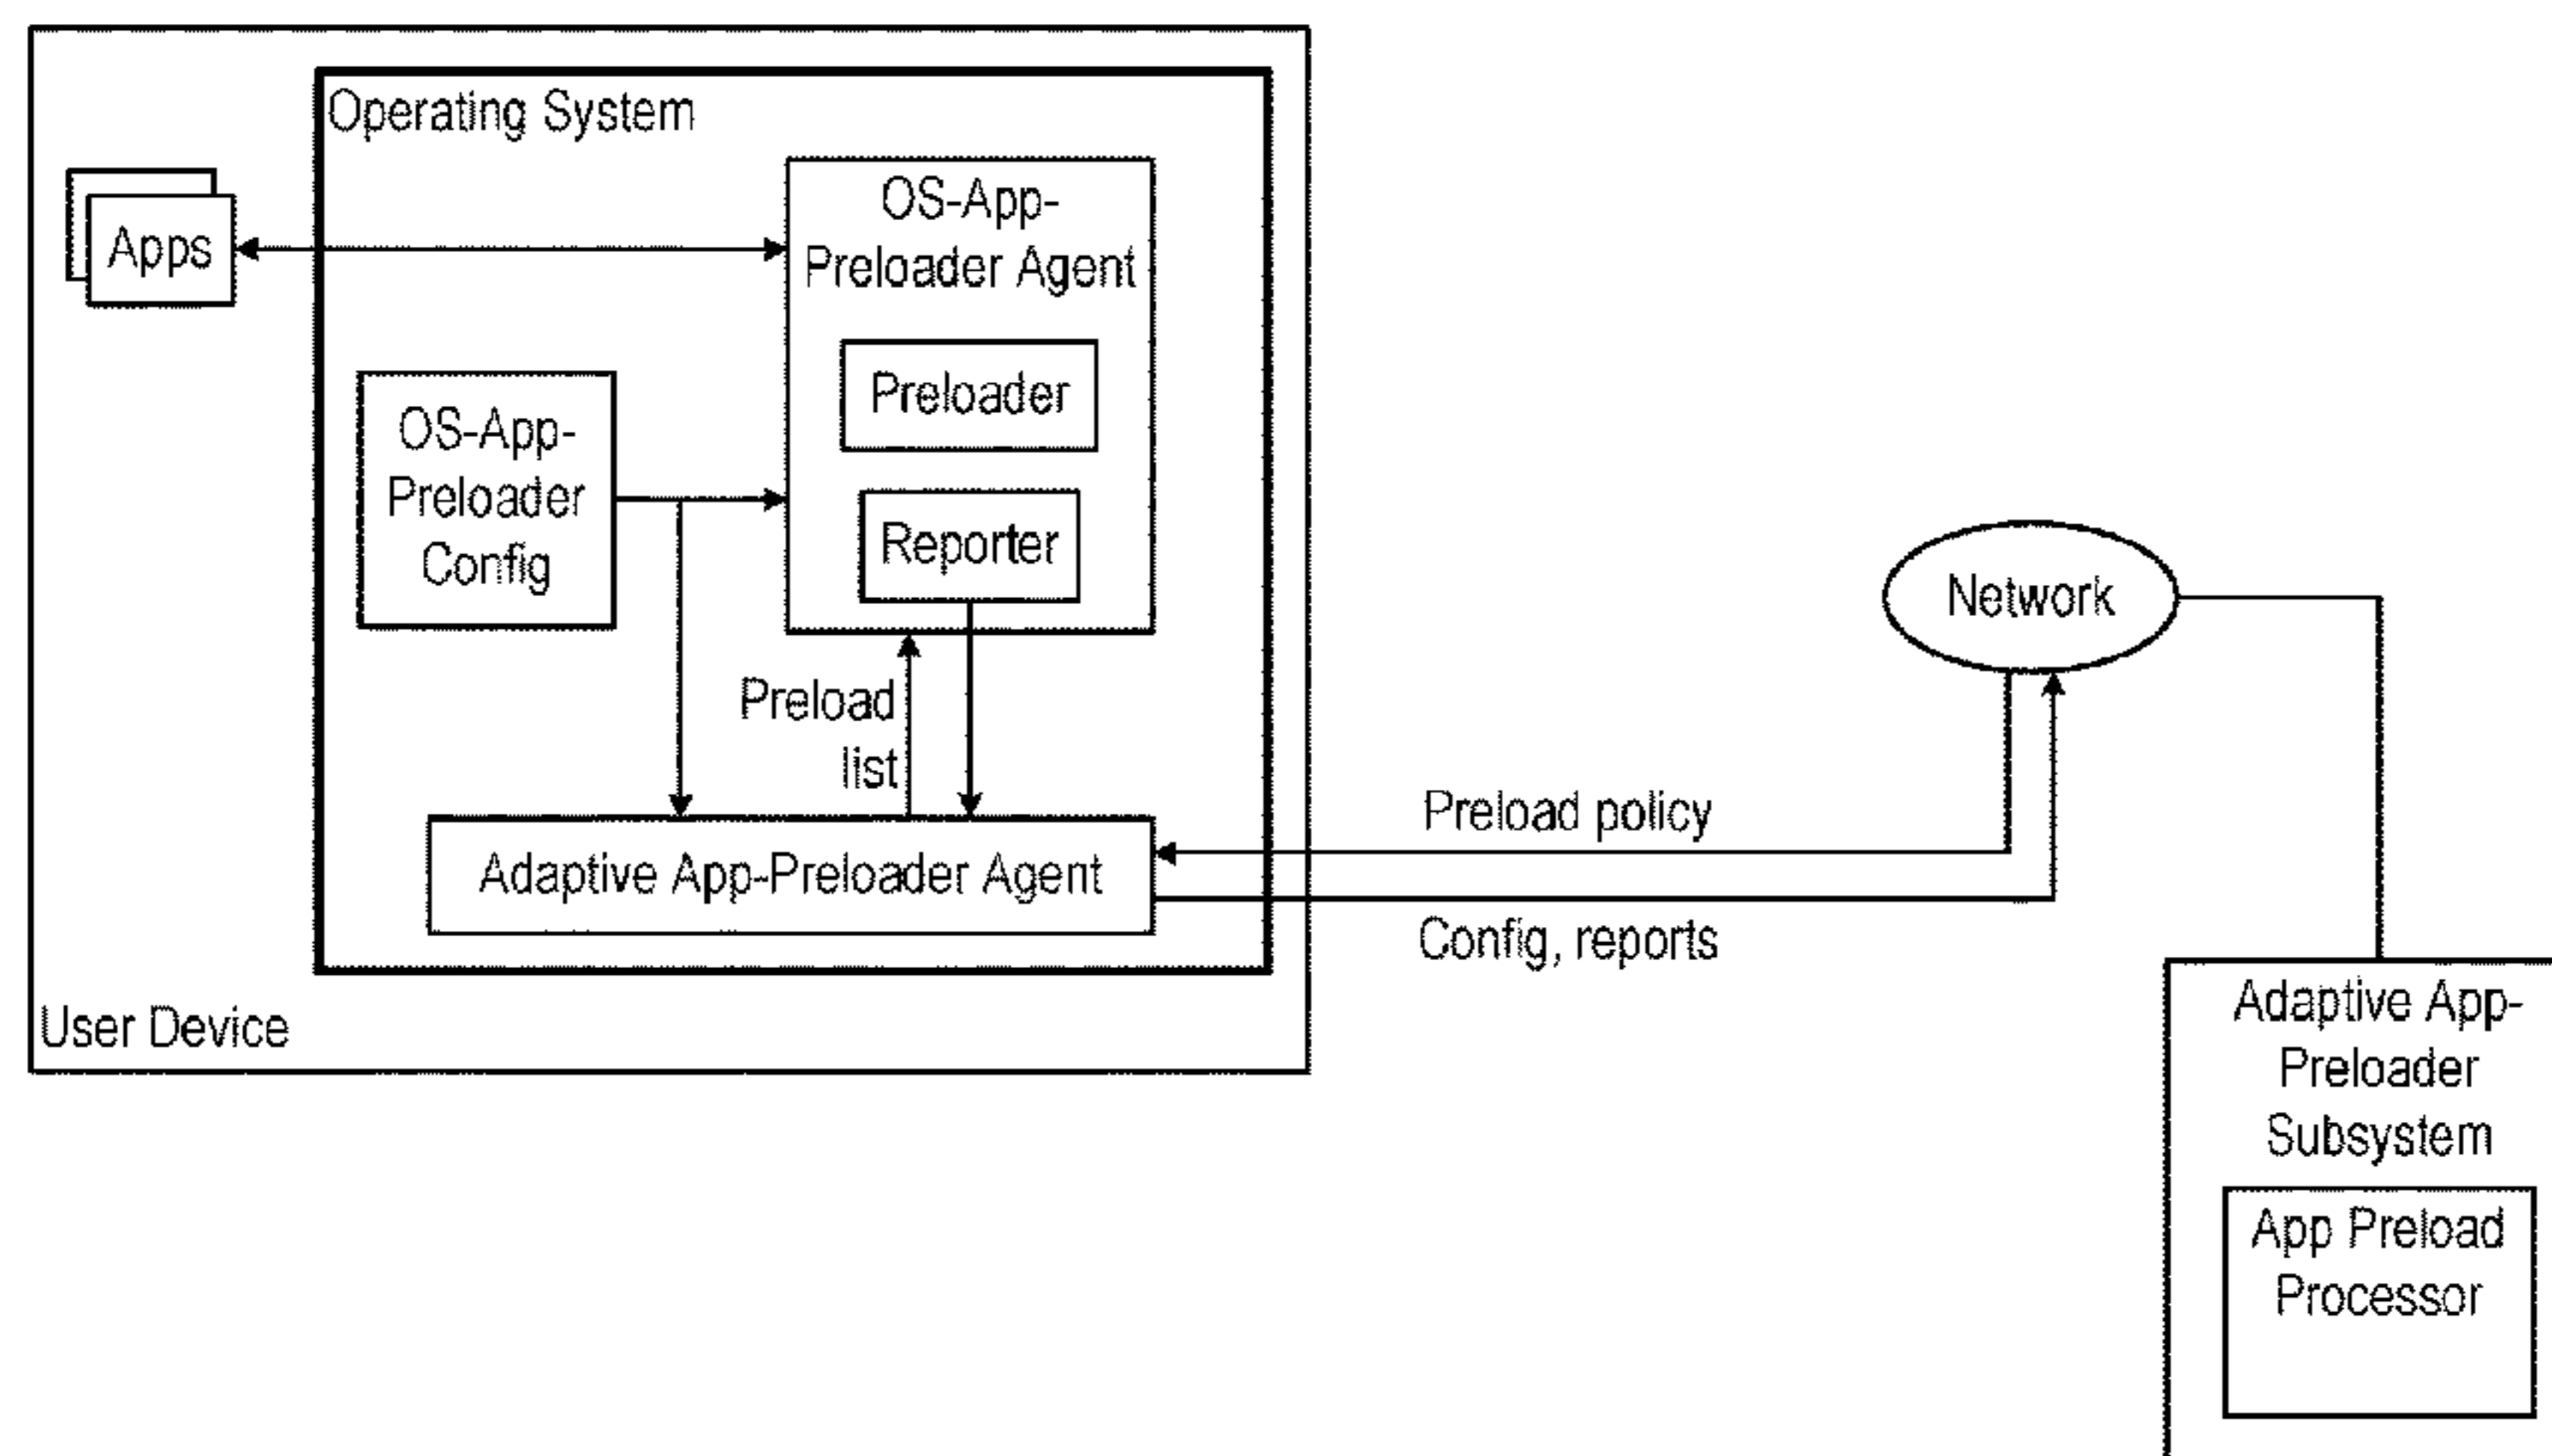 Operating System
Apps
OS-App-
Preloader Agent
Preloader
Reporter
OS-App-
Preloader
Config
Preload
list
Adaptive App-Preloader Agent
User Device
Preload policy
Config, reports
Network
Adaptive App-
Preloader
Subsystem
App Preload
Processor